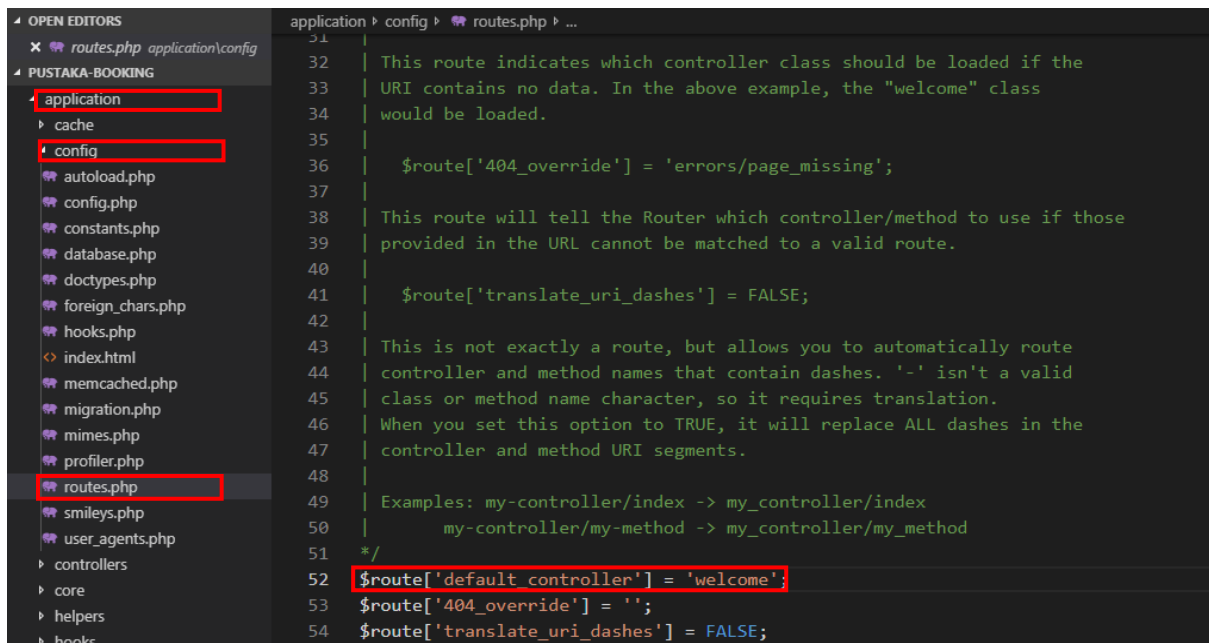 OPEN EDITORS
routes.php application\config
PUSTAKA-BOOKING
application
cache
config
autoload.php
config.php
constants.php
database.php
doctypes.php
foreign_chars.php
hooks.php
index.html
memcached.php
migration.php
mimes.php
profiler.php
routes.php
smileys.php
user_agents.php
controllers
core
helpers
hooks
application config routes.php ...
31 |
32 | This route indicates which controller class should be loaded if the
33 | URI contains no data. In the above example, the "welcome" class
34 | would be loaded.
35 |
36 | $route['404_override'] = 'errors/page_missing';
37 |
38 | This route will tell the Router which controller/method to use if those
39 | provided in the URL cannot be matched to a valid route.
40 |
41 | $route['translate_uri_dashes'] = FALSE;
42 |
43 | This is not exactly a route, but allows you to automatically route
44 | controller and method names that contain dashes. '-' isn't a valid
45 | class or method name character, so it requires translation.
46 | When you set this option to TRUE, it will replace ALL dashes in the
47 | controller and method URI segments.
48 |
49 | Examples: my-controller/index -> my_controller/index
50 | my-controller/my-method -> my_controller/my_method
51 */
52 $route['default_controller'] = 'welcome';
53 $route['404_override'] = '';
54 $route['translate_uri_dashes'] = FALSE;